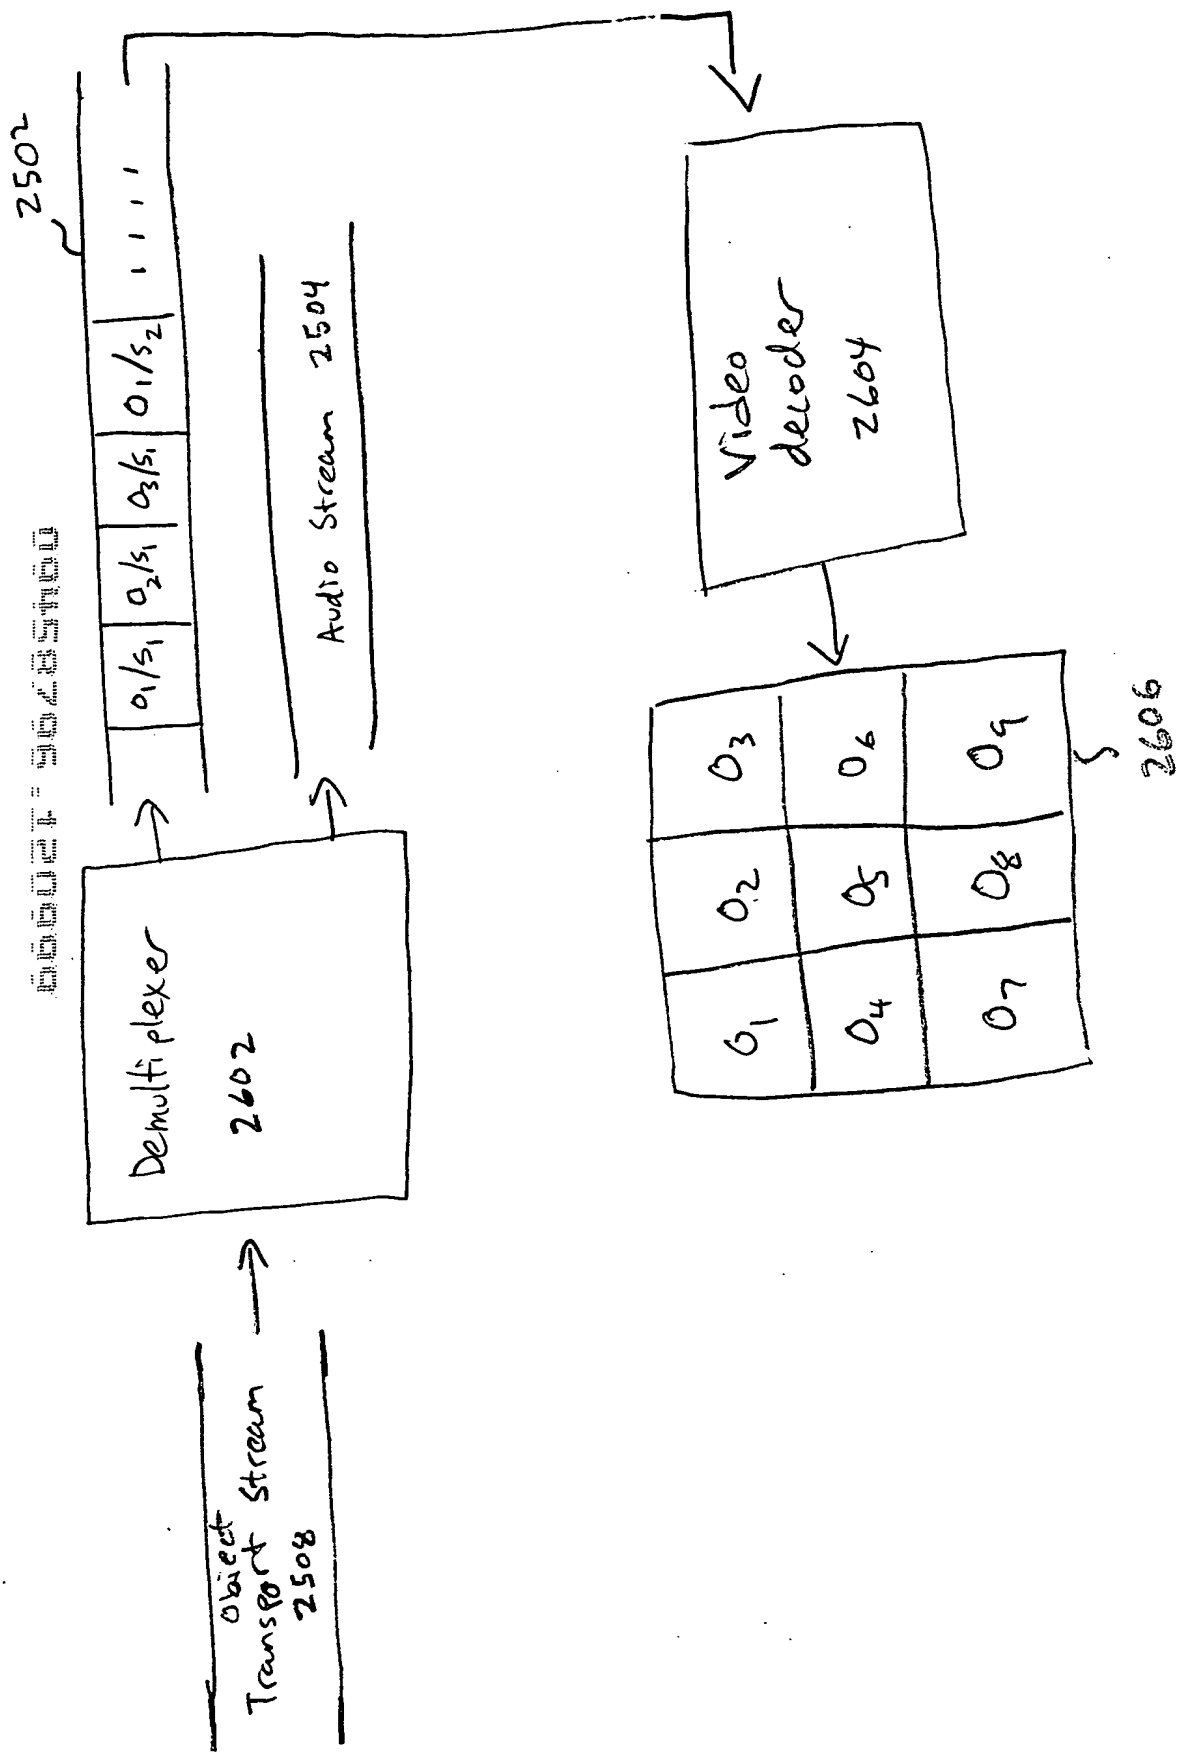 Object
Transport Stream
2508
Demultiplexer
2602
2502
O1/S1 O2/S1 O3/S1 O1/S2 ....
Audio Stream 2504
Video
decoder
2604
O1 O2 O3
O4 O5 O6
O7 O8 O9
2606